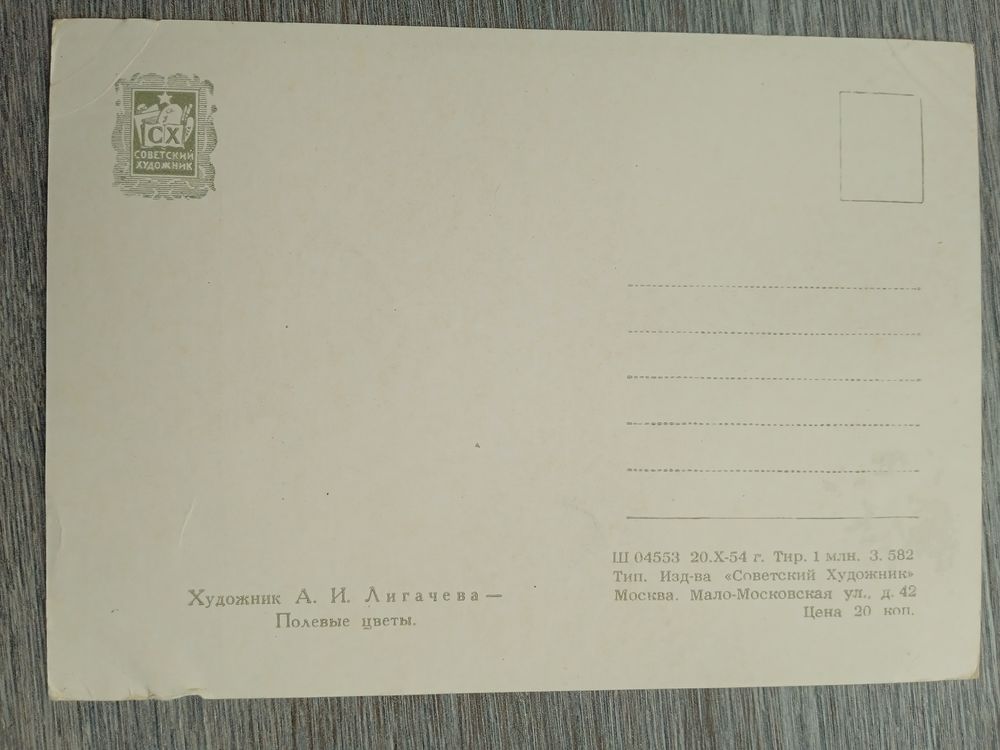 СХ
СОВЕТСКИЙ
ХУДОЖНИК
Ш 04553 20.X-54 г. Тир. 1 млн. З. 582
Тип. Изд-ва «Советский Художник»
Москва. Мало-Московская ул., д. 42
Цена 20 коп.
Художник А. И. Лигачева —
Полевые цветы.